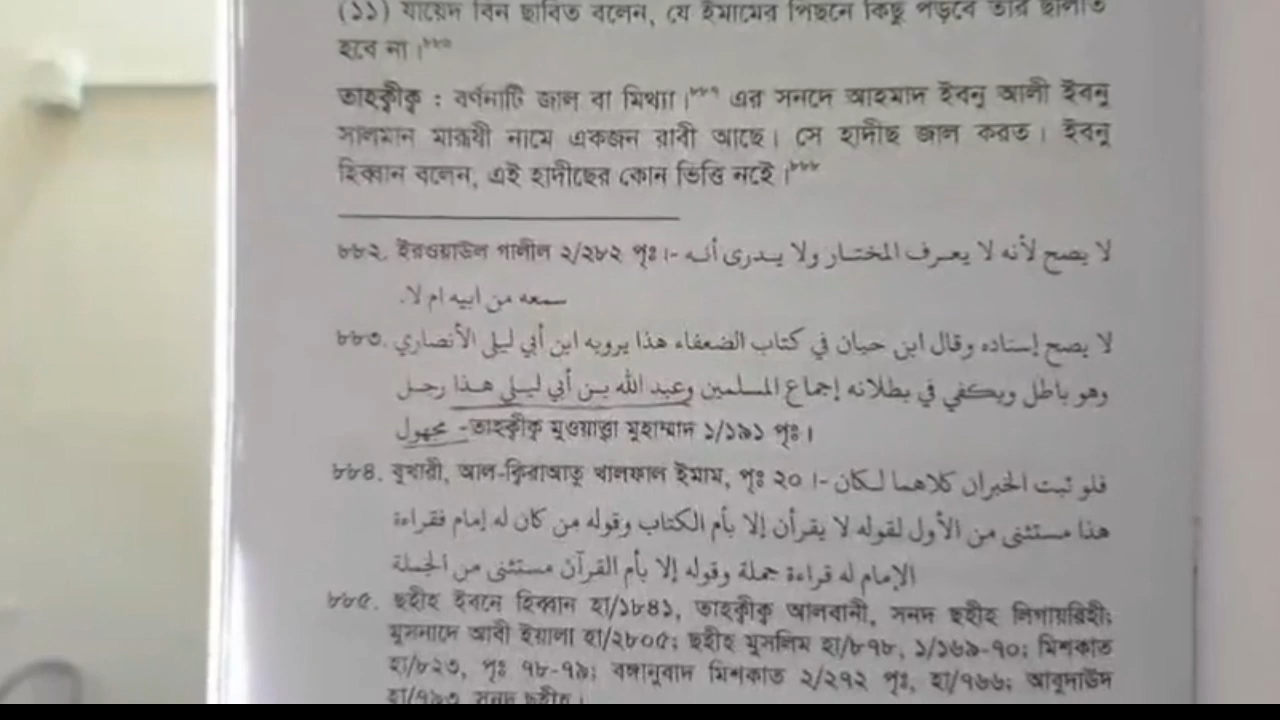 (১১) যায়েদ বিন ছাবিত বলেন, যে ইমামের পিছনে কিছু পড়বে তার ছালাত
হবে না।
তাহক্বীক্ব : বর্ণনাটি জাল বা মিথ্যা।৮৮৭ এর সনদে আহমাদ ইবনু আলী ইবনু
সালমান মারূযী নামে একজন রাবী আছে। সে হাদীছ জাল করত। ইবনু
হিব্বান বলেন, এই হাদীছের কোন ভিত্তি নেই।৮৮৮
৮৮২. ইরওয়াউল গালীল ২/২৮২ পৃঃ।- لا يصح لأنه لا يعرف المختار ولا يدرى أنه
سمعه من ابيه ام لا.
৮৮৩. لا يصح إسناده وقال ابن حبان في كتاب الضعفاء هذا يرويه ابن أبي ليلى الأنصاري
وهو باطل ويكفي في بطلانه إجماع المسلمين وعبد الله بن أبي ليلى هذا رجل
مجهول -তাহক্বীক্ব মুওয়াত্ত্বা মুহাম্মাদ ১/১৯১ পৃঃ।
৮৮৪. বুখারী, আল-ক্বিরাআতু খালফাল ইমাম, পৃঃ ২০।- فلو ثبت الخبران كلاهما لكان
هذا مستثنى من الأول لقوله لا يقرأن إلا بأم الكتاب وقوله من كان له إمام فقراءة
الإمام له قراءة جملة وقوله إلا بأم القرآن مستثنى من الجملة
৮৮৫. ছহীহ ইবনে হিব্বান হা/১৮৪১, তাহক্বীক্ব আলবানী, সনদ ছহীহ লিগায়রিহী;
মুসনাদে আবী ইয়ালা হা/২৮০৫; ছহীহ মুসলিম হা/৮৭৮, ১/১৬৯-৭০; মিশকাত
হা/৮২৩, পৃঃ ৭৮-৭৯; বঙ্গানুবাদ মিশকাত ২/২৭২ পৃঃ, হা/৭৬৬; আবুদাউদ
সনদ ছহীহ।